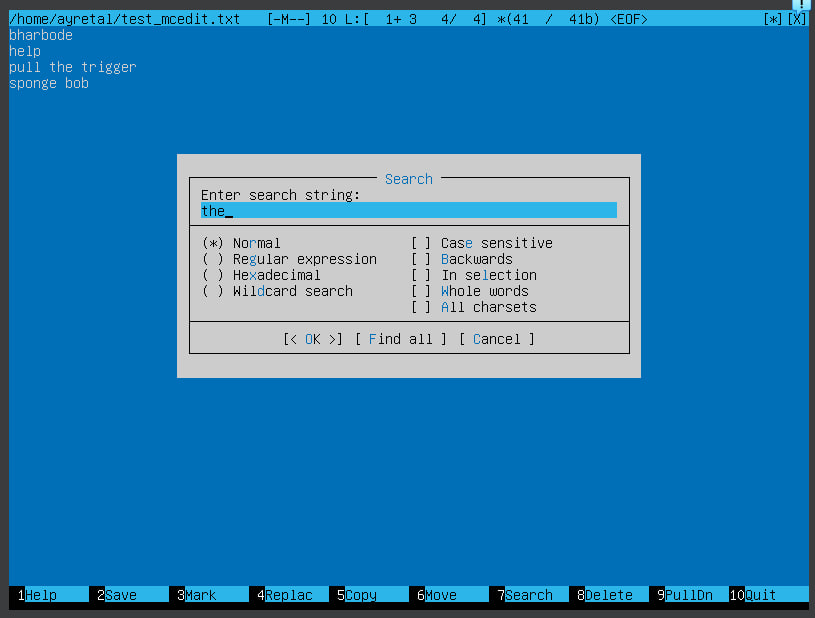 /home/ayretal/test_mcedit.txt [-M--] 10 L:[ 1+ 3 4/ 4] *(41 / 41b) <EOF> [*][X]
bharbode
help
pull the trigger
sponge bob
Search
Enter search string:
the_
(*) Normal [ ] Case sensitive
( ) Regular expression [ ] Backwards
( ) Hexadecimal [ ] In selection
( ) Wildcard search [ ] Whole words
[ ] All charsets
[< OK >] [ Find all ] [ Cancel ]
1Help 2Save 3Mark 4Replac 5Copy 6Move 7Search 8Delete 9PullDn 10Quit